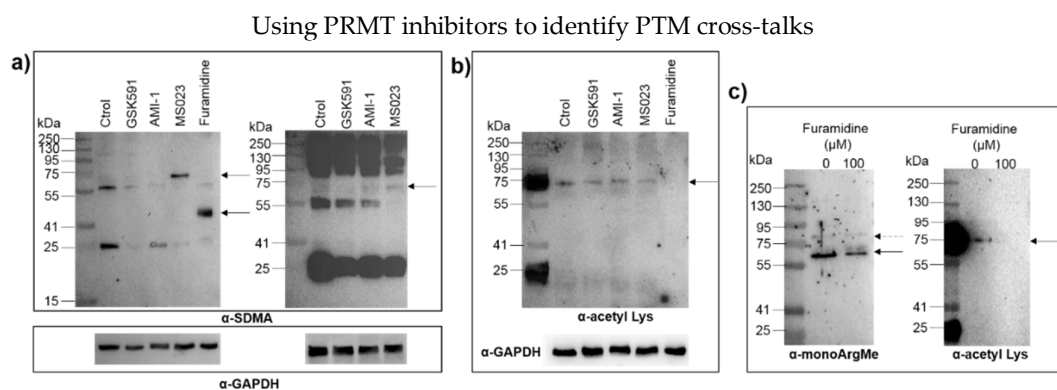 Using PRMT inhibitors to identify PTM cross-talks
a)
Ctrol
GSK591
AMI-1
MS023
Furamidine
kDa
250
130
95
75
55
41
25
15
Ctrol
GSK591
AMI-1
MS023
kDa
250
130
95
75
55
41
25
α-SDMA
α-GAPDH
b)
Ctrol
GSK591
AMI-1
MS023
Furamidine
kDa
250
130
95
75
55
41
25
α-acetyl Lys
α-GAPDH
c)
Furamidine
(µM)
kDa
0 100
250
130
95
75
55
41
25
α-monoArgMe
Furamidine
(µM)
kDa
0 100
250
130
95
75
55
41
25
α-acetyl Lys